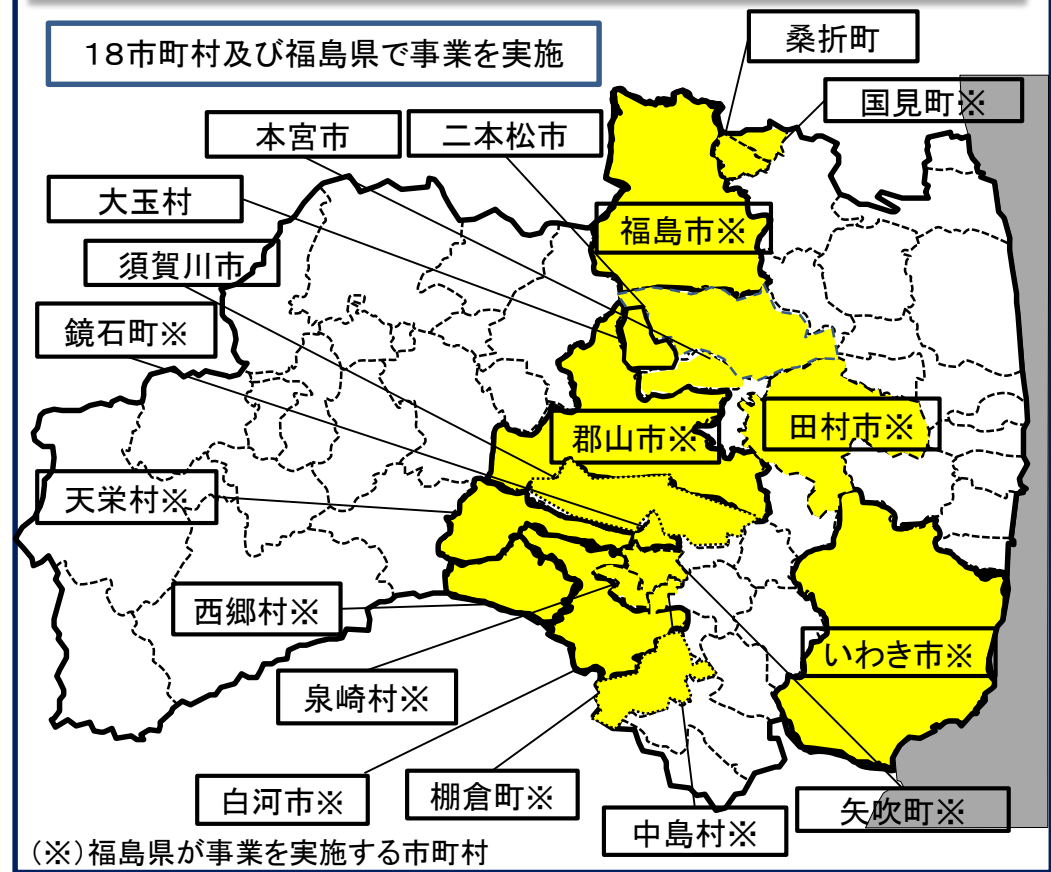 18市町村及び福島県で事業を実施
桑折町
国見町※
本宮市
二本松市
大玉村
福島市※
須賀川市
鏡石町※
郡山市※
田村市※
天栄村※
西郷村※
いわき市※
泉崎村※
白河市※
棚倉町※
中島村※
矢吹町※
(※)福島県が事業を実施する市町村